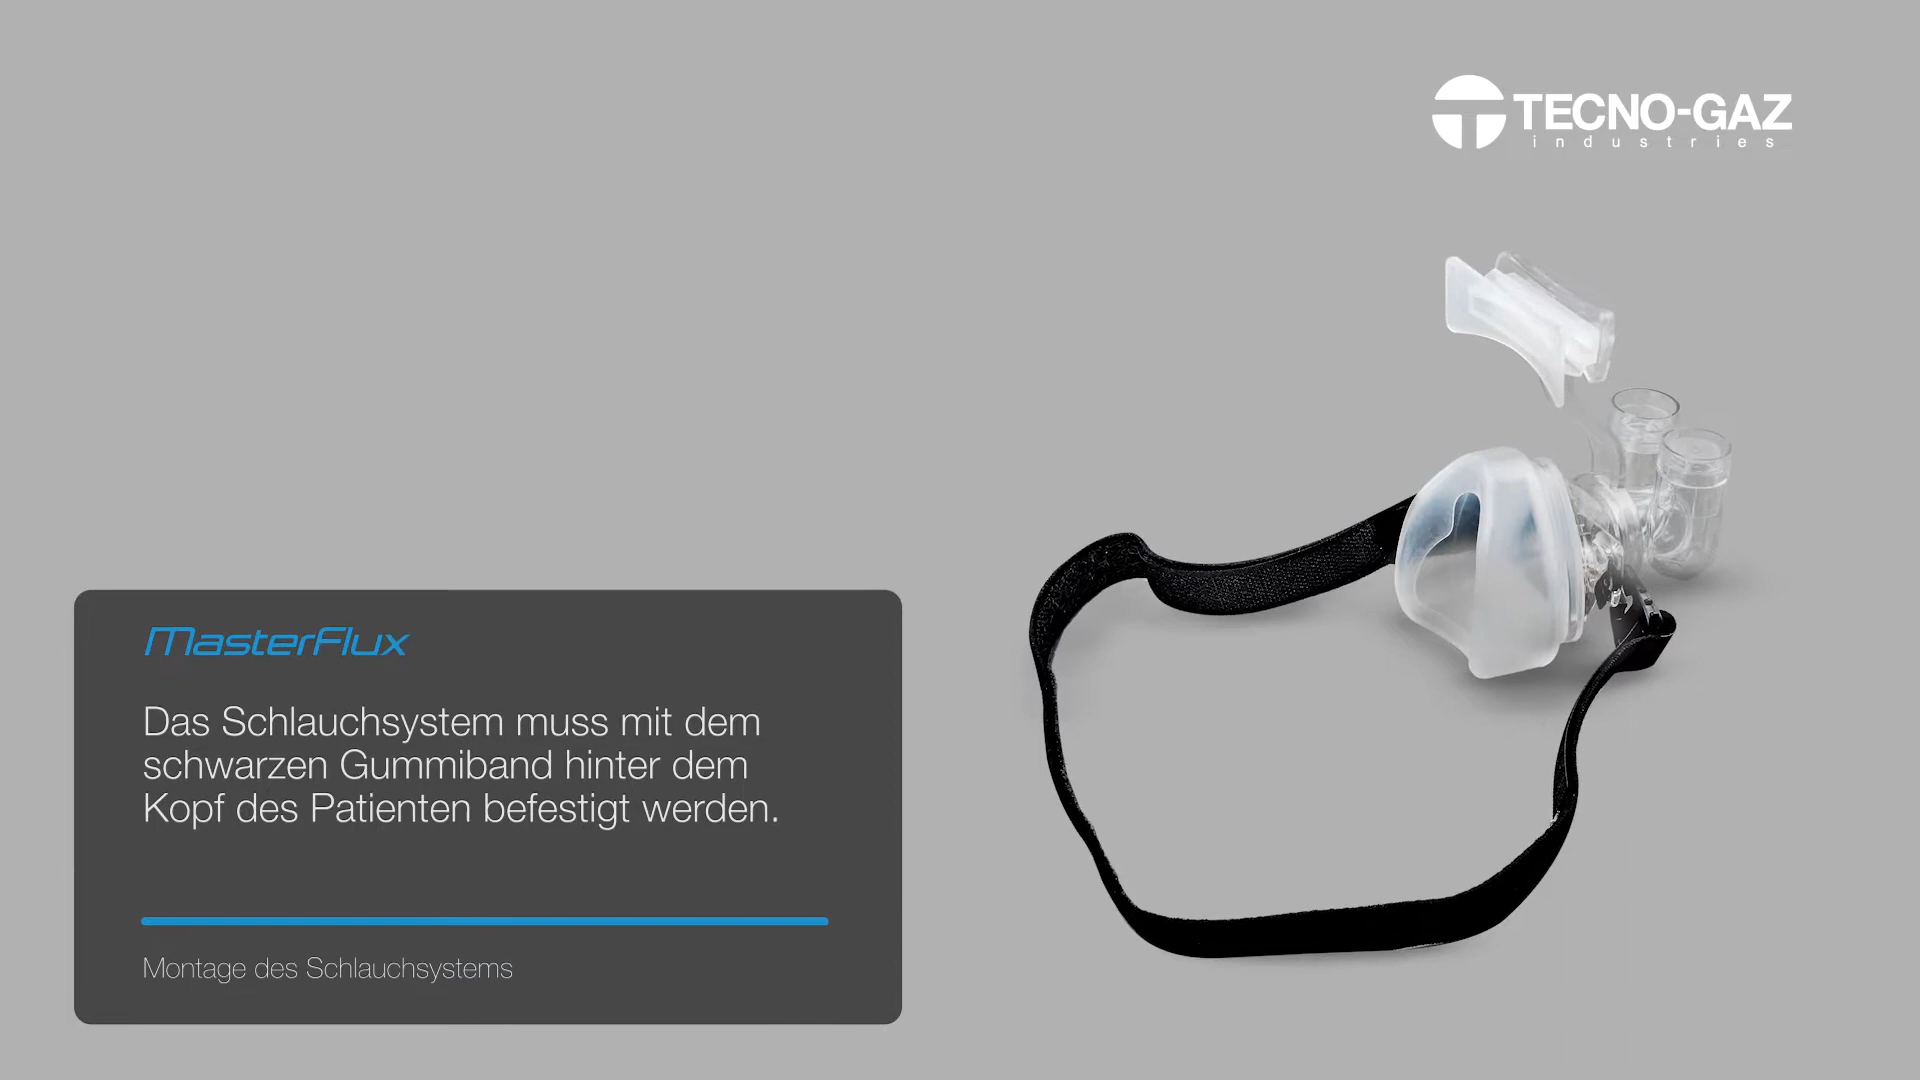 TECNO-GAZ
industries
MasterFlux
Das Schlauchsystem muss mit dem
schwarzen Gummiband hinter dem
Kopf des Patienten befestigt werden.
Montage des Schlauchsystems